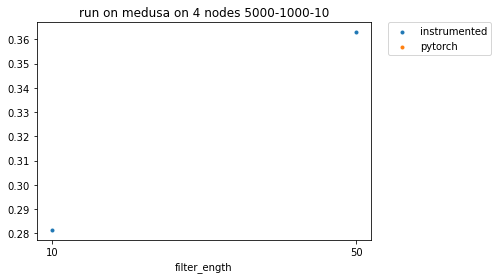 run on medusa on 4 nodes 5000-1000-10
instrumented
pytorch
0.36
0.35
0.34
0.33
0.32
0.31
0.30
0.29
0.28
10
50
filter_ength